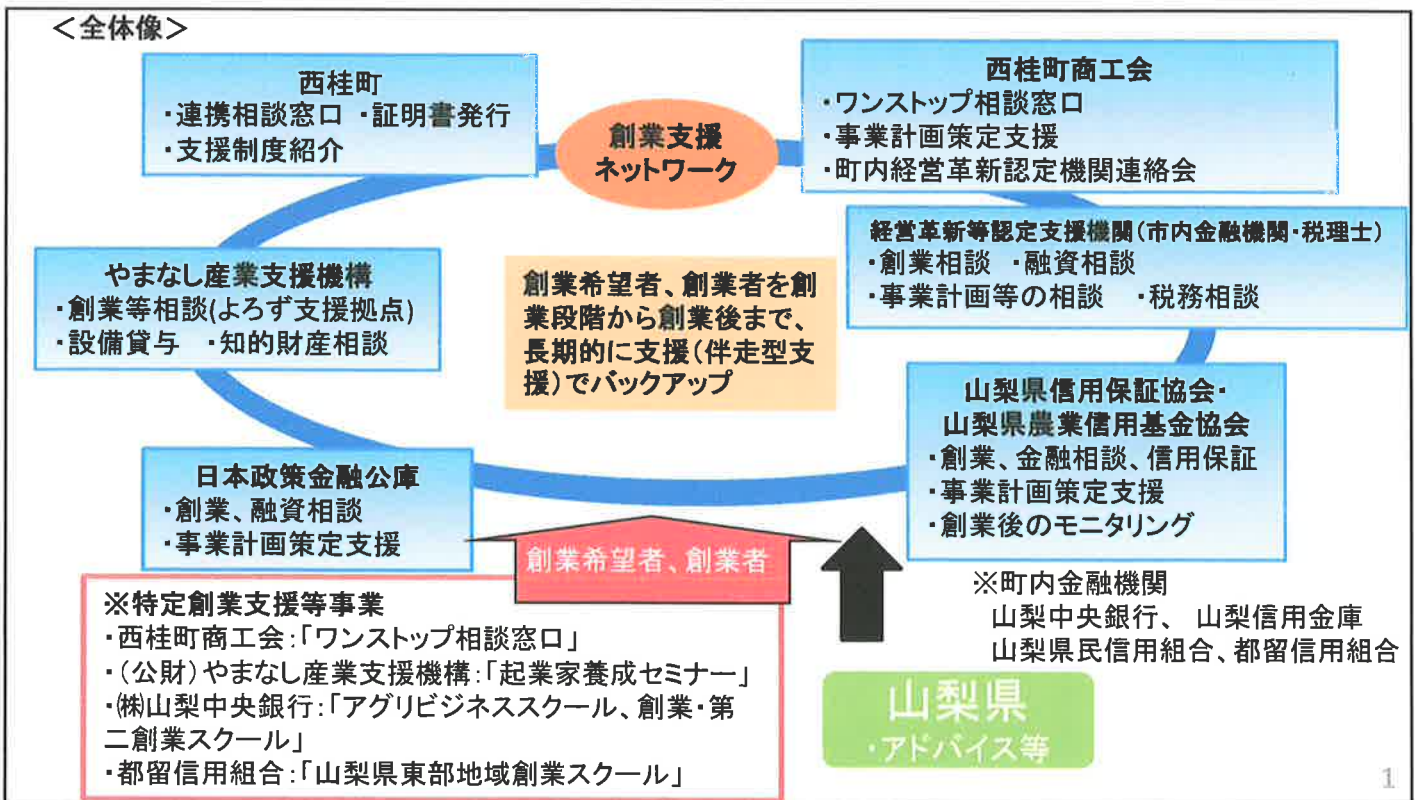 ＜全体像＞
西桂町
・連携相談窓口 ・証明書発行
・支援制度紹介
創業支援
ネットワーク
西桂町商工会
・ワンストップ相談窓口
・事業計画策定支援
・町内経営革新認定機関連絡会
経営革新等認定支援機関（市内金融機関・税理士）
・創業相談 ・融資相談
・事業計画等の相談 ・税務相談
やまなし産業支援機構
・創業等相談(よろず支援拠点)
・設備貸与 ・知的財産相談
創業希望者、創業者を創
業段階から創業後まで、
長期的に支援（伴走型支
援）でバックアップ
山梨県信用保証協会・
山梨県農業信用基金協会
・創業、金融相談、信用保証
・事業計画策定支援
・創業後のモニタリング
日本政策金融公庫
・創業、融資相談
・事業計画策定支援
創業希望者、創業者
※町内金融機関
山梨中央銀行、 山梨信用金庫
山梨県民信用組合、都留信用組合
※特定創業支援等事業
・西桂町商工会：「ワンストップ相談窓口」
・（公財）やまなし産業支援機構：「起業家養成セミナー」
・㈱山梨中央銀行：「アグリビジネススクール、創業・第
二創業スクール」
・都留信用組合：「山梨県東部地域創業スクール」
山梨県
・アドバイス等
1